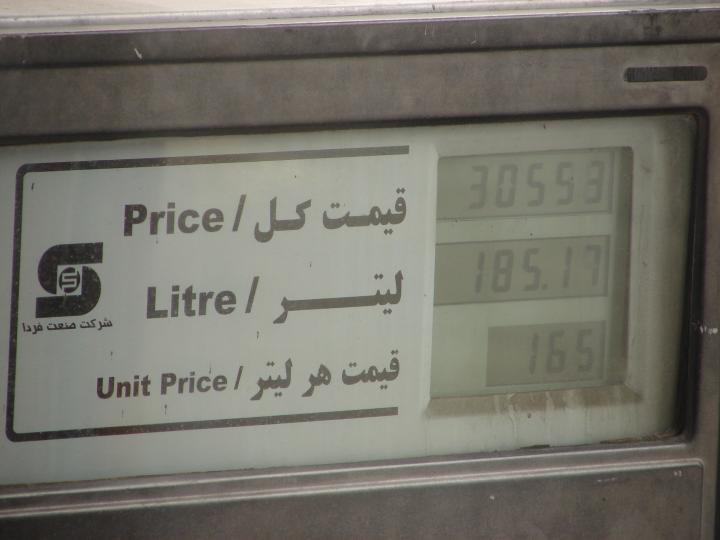 Price / قیمت کل 30553
Litre / لیتر 185.17
Unit Price / قیمت هر لیتر 165
S
شرکت صنعت فردا